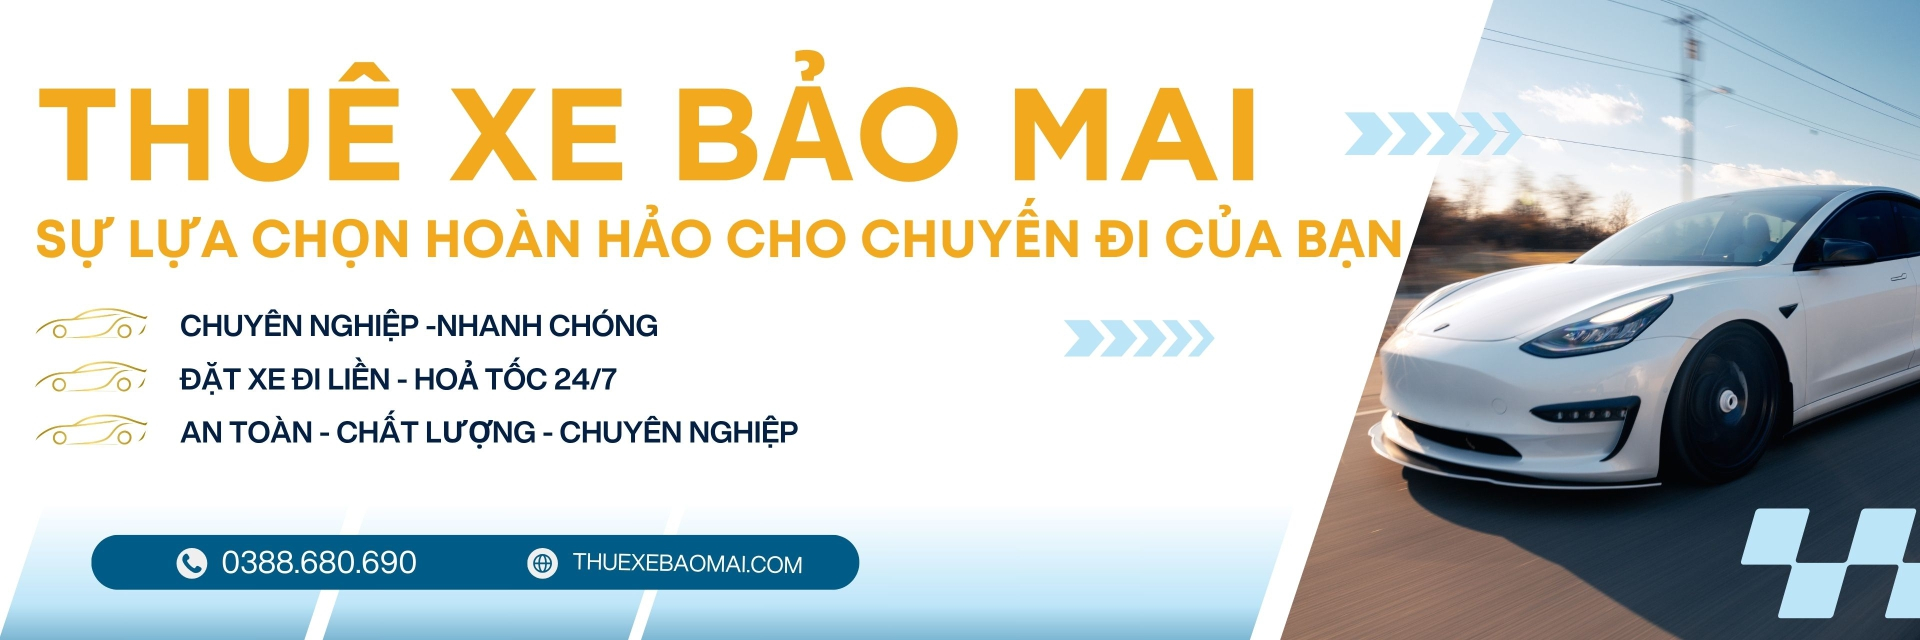 THUÊ XE BẢO MAI
SỰ LỰA CHỌN HOÀN HẢO CHO CHUYẾN ĐI CỦA BẠN
CHUYÊN NGHIỆP -NHANH CHÓNG
ĐẶT XE ĐI LIỀN - HOẢ TỐC 24/7
AN TOÀN - CHẤT LƯỢNG - CHUYÊN NGHIỆP
0388.680.690 THUEXEBAOMAI.COM